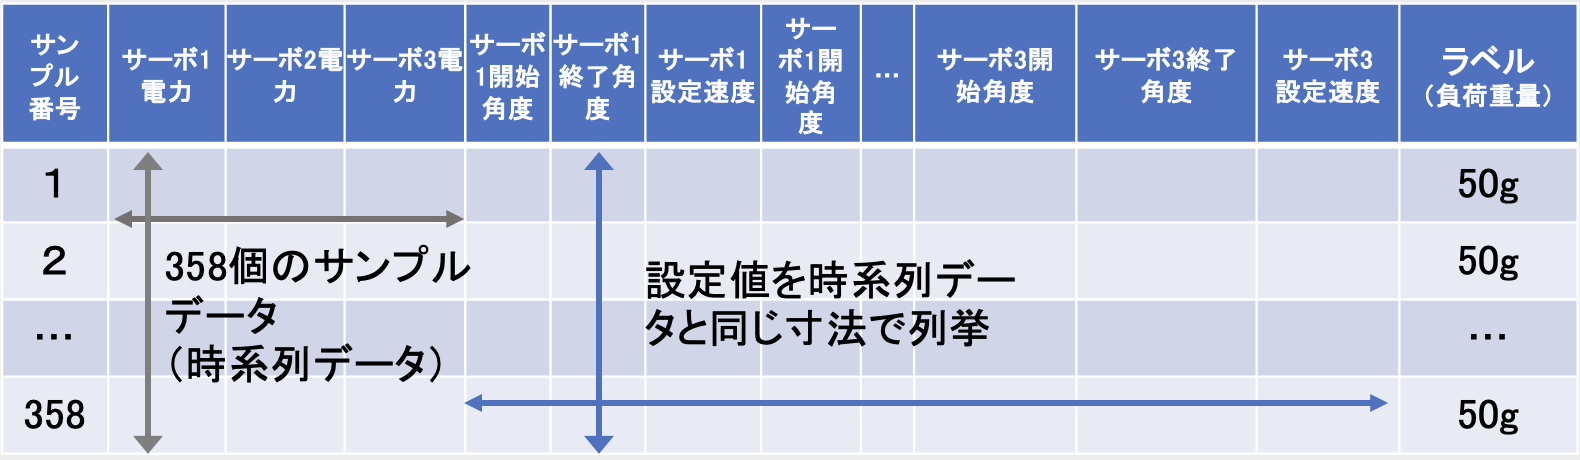 サン
プル
番号
サーボ1
電力
サーボ2電
力
サーボ3電
力
サーボ
1開始
角度
サーボ1
終了角
度
サーボ1
設定速度
サー
ボ1開
始角
度
…
サーボ3開
始角度
サーボ3終了
角度
サーボ3
設定速度
ラベル
（負荷重量）
1
50g
2
50g
…
…
358
50g
358個のサンプル
データ
（時系列データ）
設定値を時系列デー
タと同じ寸法で列挙